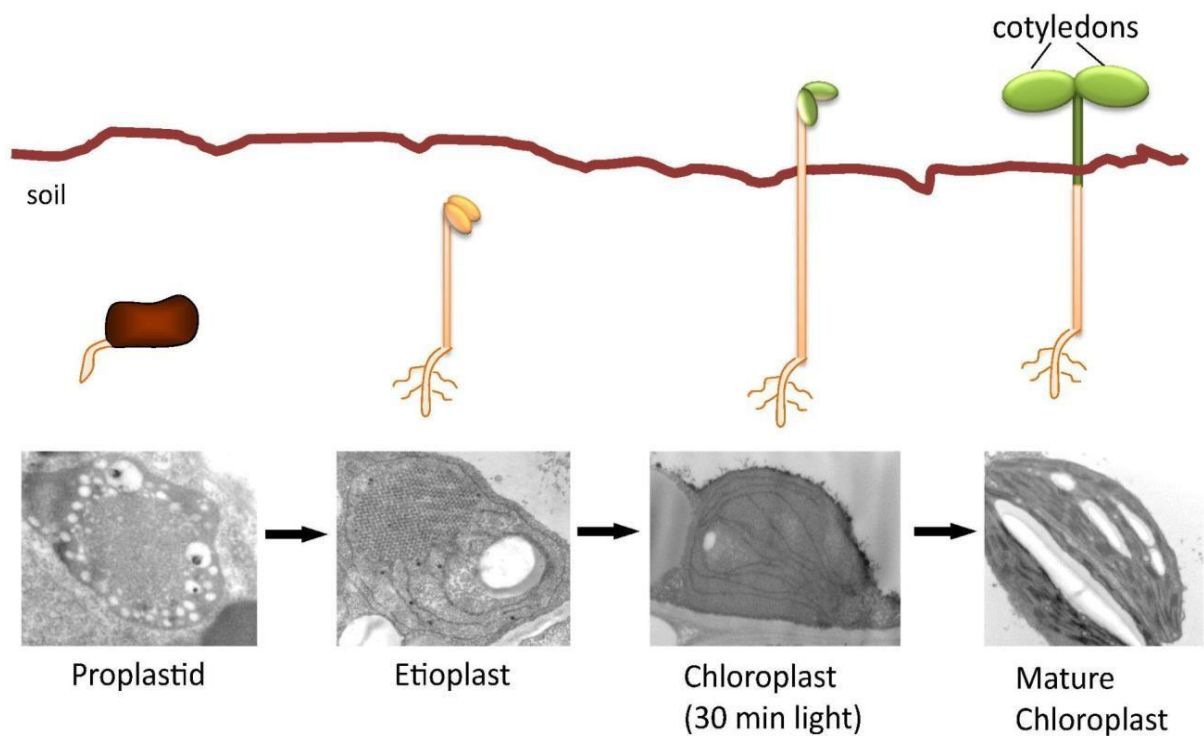 cotyledons
soil
Proplastid
Etioplast
Chloroplast
(30 min light)
Mature
Chloroplast